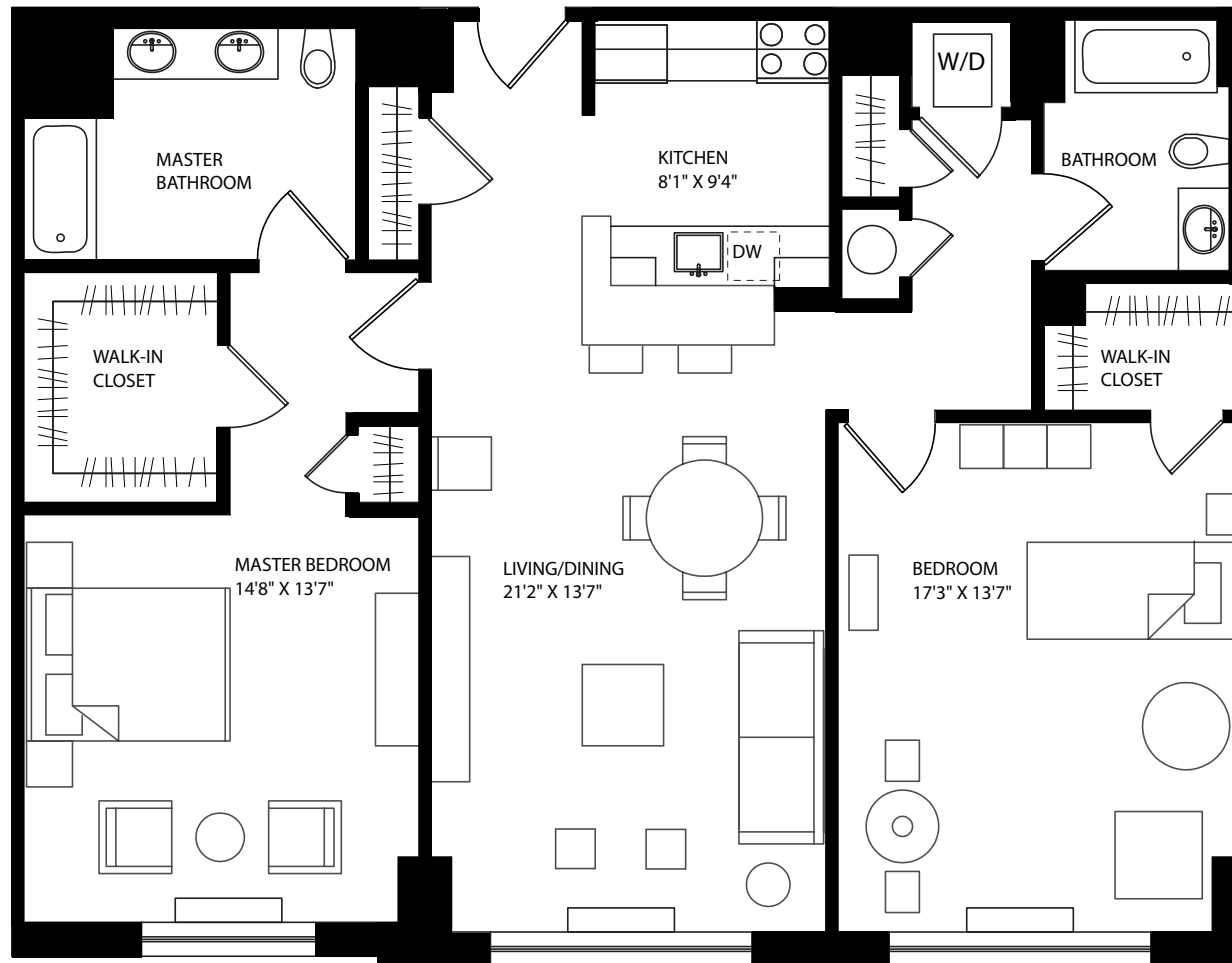 W/D
MASTER
BATHROOM
KITCHEN
8'1" X 9'4"
BATHROOM
DW
WALK-IN
CLOSET
WALK-IN
CLOSET
MASTER BEDROOM
14'8" X 13'7"
LIVING/DINING
21'2" X 13'7"
BEDROOM
17'3" X 13'7"